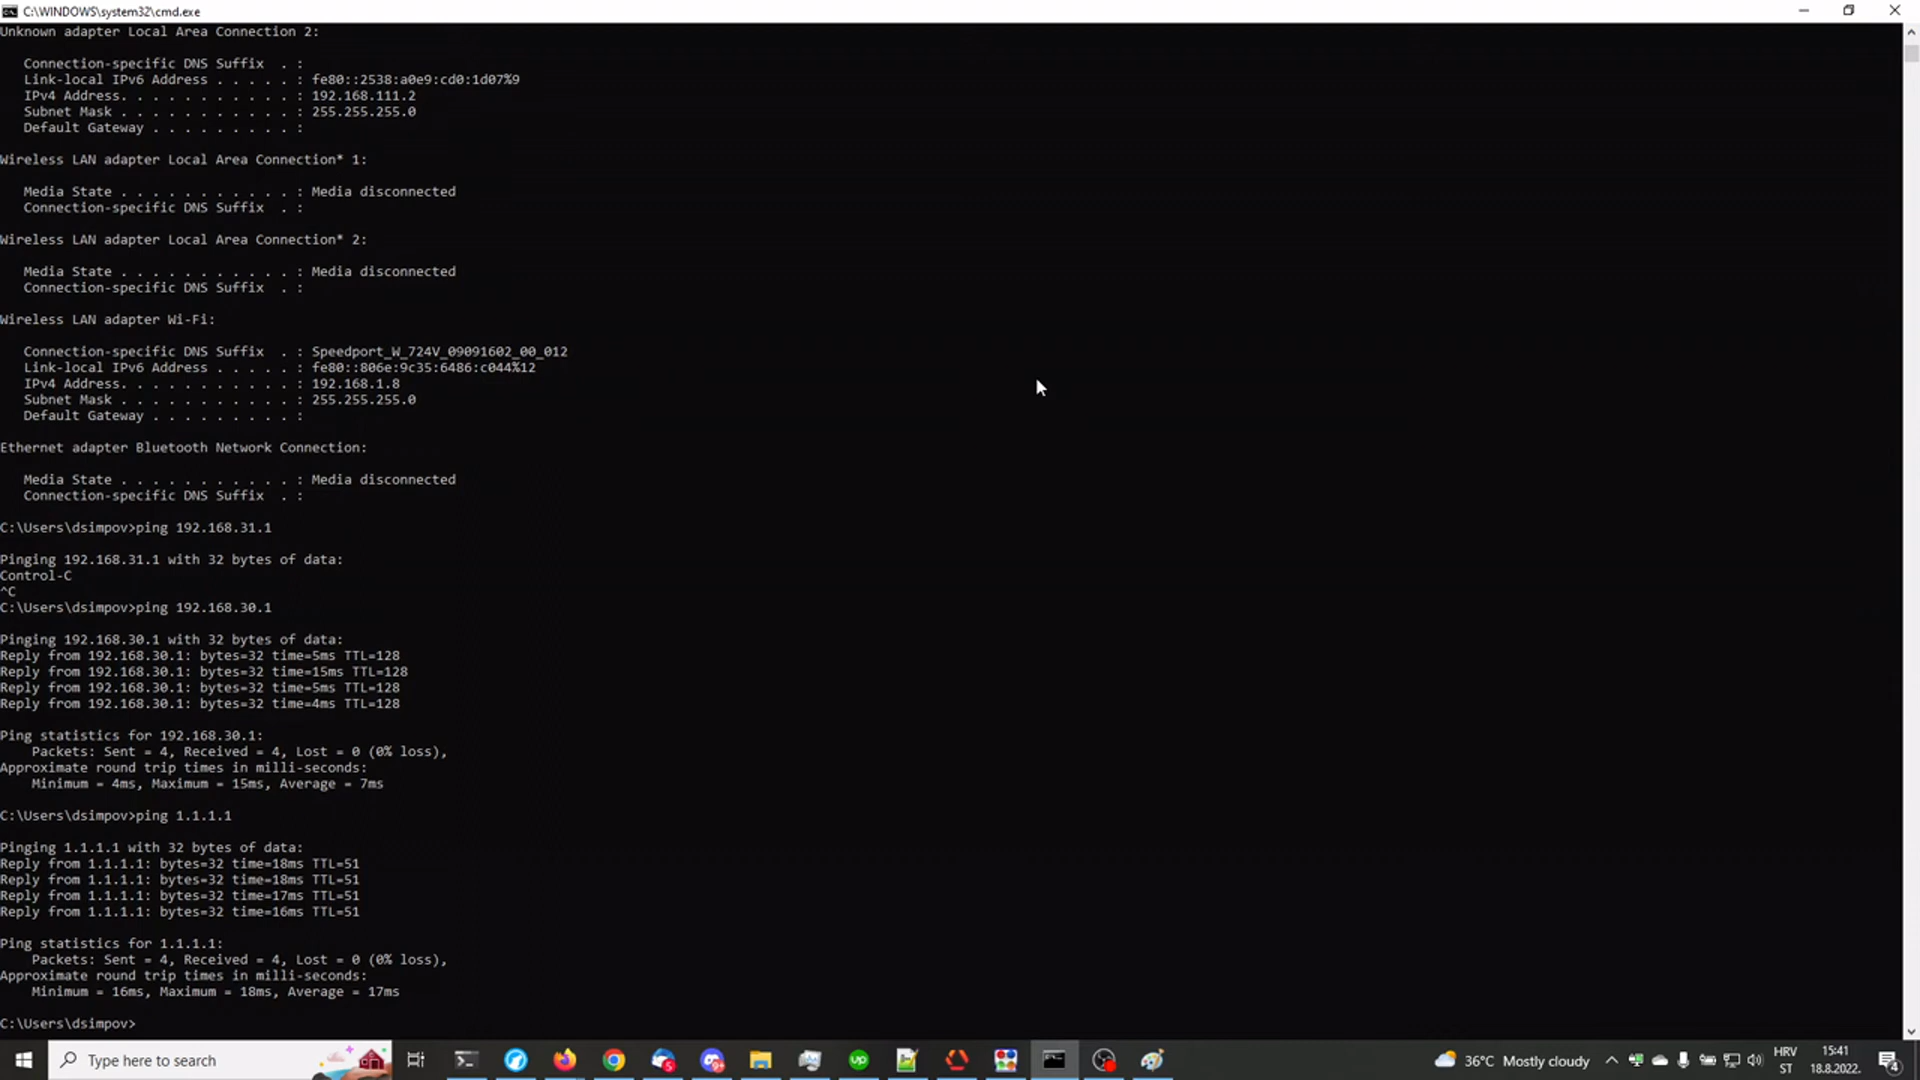 C:\WINDOWS\system32\cmd.exe
Unknown adapter Local Area Connection 2:
Connection-specific DNS Suffix  . :
Link-local IPv6 Address . . . . . : fe80::2538:a0e9:cd0:1d07%9
IPv4 Address. . . . . . . . . . . : 192.168.111.2
Subnet Mask . . . . . . . . . . . : 255.255.255.0
Default Gateway . . . . . . . . . :
Wireless LAN adapter Local Area Connection* 1:
Media State . . . . . . . . . . . : Media disconnected
Connection-specific DNS Suffix  . :
Wireless LAN adapter Local Area Connection* 2:
Media State . . . . . . . . . . . : Media disconnected
Connection-specific DNS Suffix  . :
Wireless LAN adapter Wi-Fi:
Connection-specific DNS Suffix  . : Speedport_W_724V_09091602_00_012
Link-local IPv6 Address . . . . . : fe80::806e:9c35:6486:c044%12
IPv4 Address. . . . . . . . . . . : 192.168.1.8
Subnet Mask . . . . . . . . . . . : 255.255.255.0
Default Gateway . . . . . . . . . :
Ethernet adapter Bluetooth Network Connection:
Media State . . . . . . . . . . . : Media disconnected
Connection-specific DNS Suffix  . :
C:\Users\dsimpov>ping 192.168.31.1
Pinging 192.168.31.1 with 32 bytes of data:
Control-C
^C
C:\Users\dsimpov>ping 192.168.30.1
Pinging 192.168.30.1 with 32 bytes of data:
Reply from 192.168.30.1: bytes=32 time=5ms TTL=128
Reply from 192.168.30.1: bytes=32 time=15ms TTL=128
Reply from 192.168.30.1: bytes=32 time=5ms TTL=128
Reply from 192.168.30.1: bytes=32 time=4ms TTL=128
Ping statistics for 192.168.30.1:
Packets: Sent = 4, Received = 4, Lost = 0 (0% loss),
Approximate round trip times in milli-seconds:
Minimum = 4ms, Maximum = 15ms, Average = 7ms
C:\Users\dsimpov>ping 1.1.1.1
Pinging 1.1.1.1 with 32 bytes of data:
Reply from 1.1.1.1: bytes=32 time=18ms TTL=51
Reply from 1.1.1.1: bytes=32 time=18ms TTL=51
Reply from 1.1.1.1: bytes=32 time=17ms TTL=51
Reply from 1.1.1.1: bytes=32 time=16ms TTL=51
Ping statistics for 1.1.1.1:
Packets: Sent = 4, Received = 4, Lost = 0 (0% loss),
Approximate round trip times in milli-seconds:
Minimum = 16ms, Maximum = 18ms, Average = 17ms
C:\Users\dsimpov>
Type here to search
up
36°C Mostly cloudy
HRV
ST
15:41
18.8.2022.
4